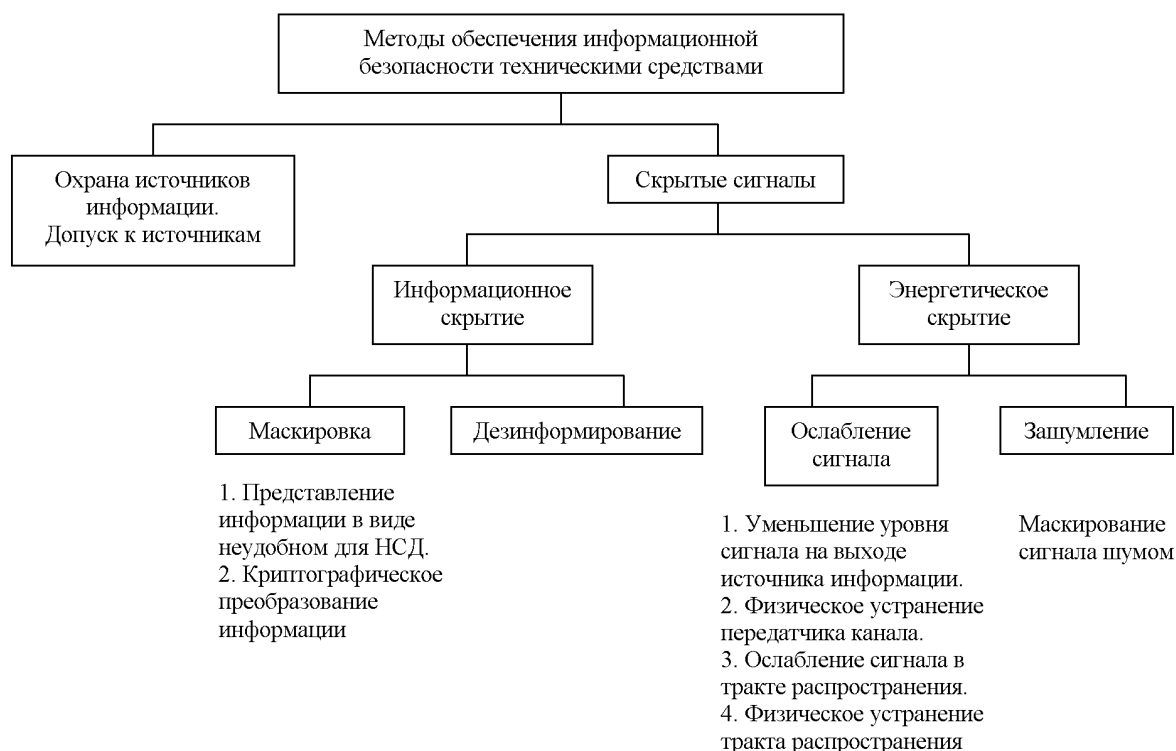 Методы обеспечения информационной
безопасности техническими средствами
Охрана источников
информации.
Допуск к источникам
Скрытые сигналы
Информационное
скрытие
Энергетическое
скрытие
Маскировка
Дезинформирование
Ослабление
сигнала
Зашумление
1. Представление
информации в виде
неудобном для НСД.
2. Криптографическое
преобразование
информации
1. Уменьшение уровня
сигнала на выходе
источника информации.
2. Физическое устранение
передатчика канала.
3. Ослабление сигнала в
тракте распространения.
4. Физическое устранение
тракта распространения
Маскирование
сигнала шумом